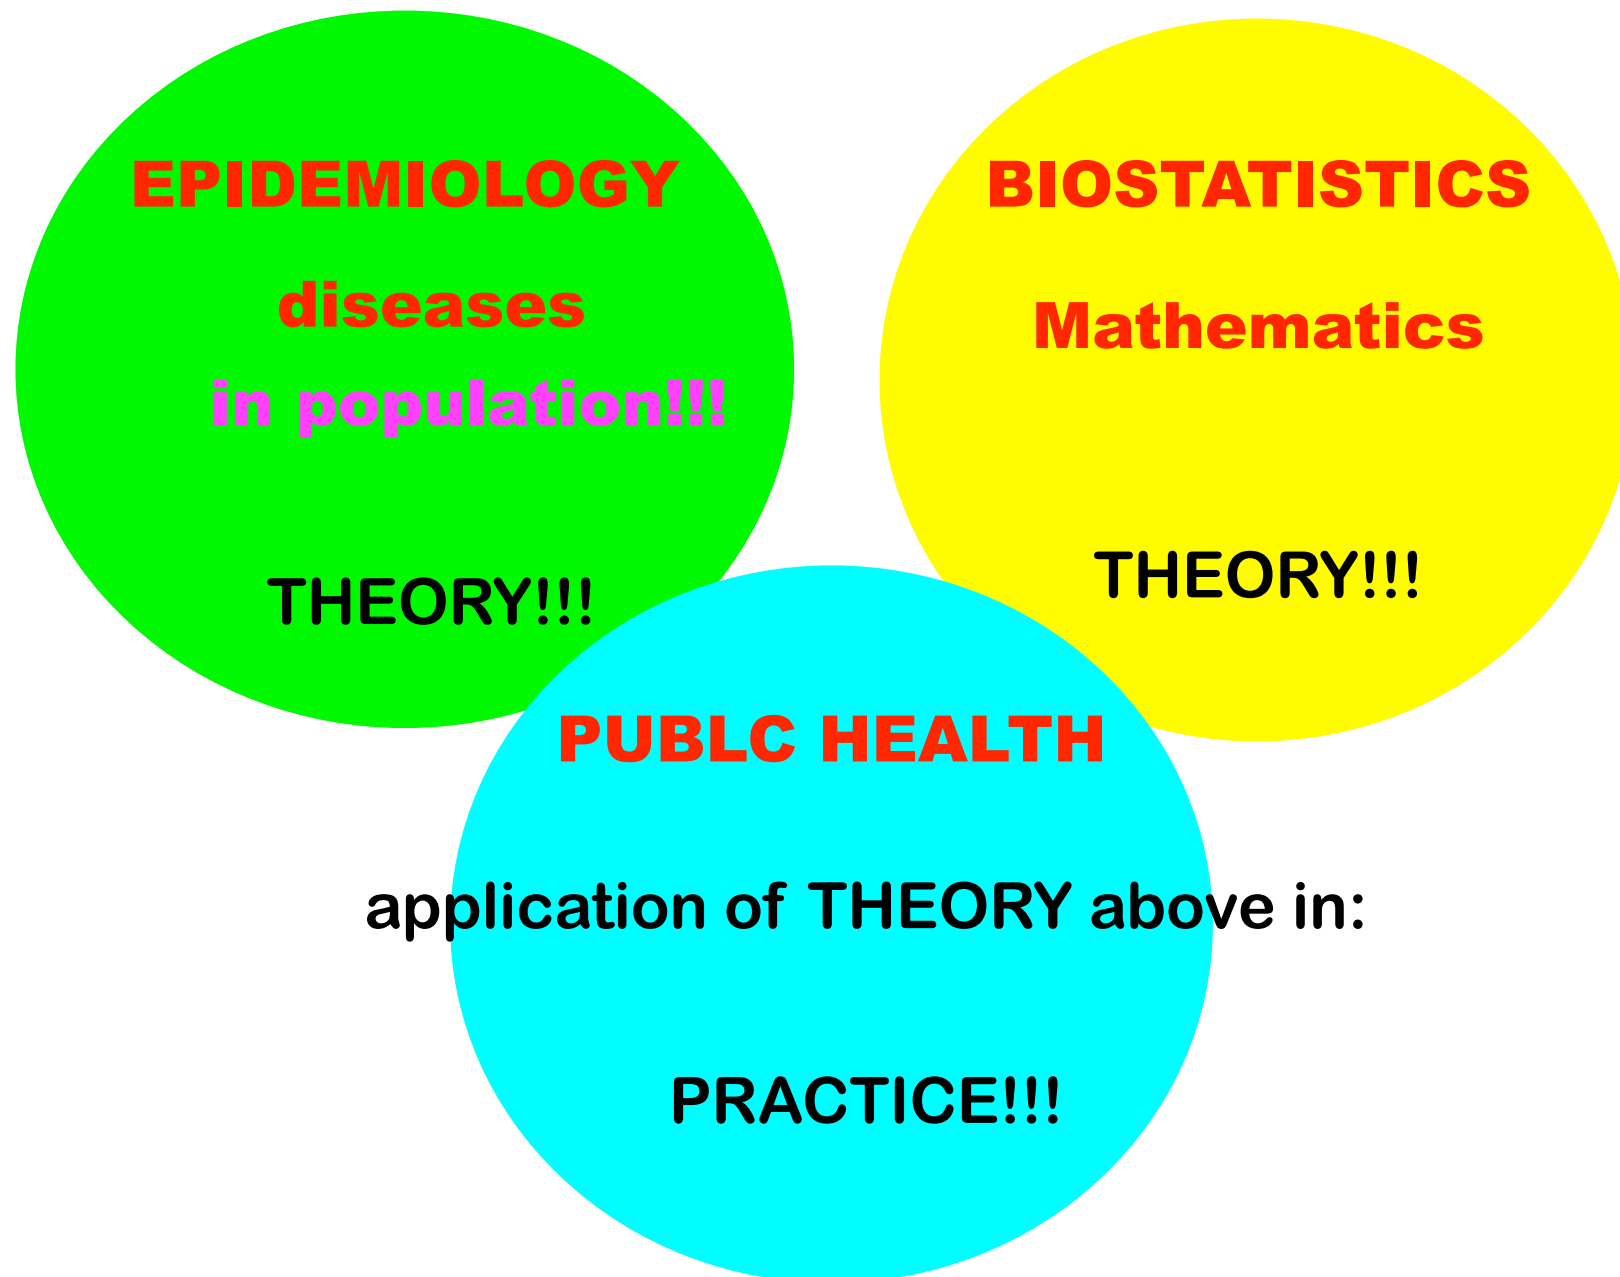 EPIDEMIOLOGY
diseases
in population!!!
THEORY!!!
BIOSTATISTICS
Mathematics
THEORY!!!
PUBLC HEALTH
application of THEORY above in:
PRACTICE!!!